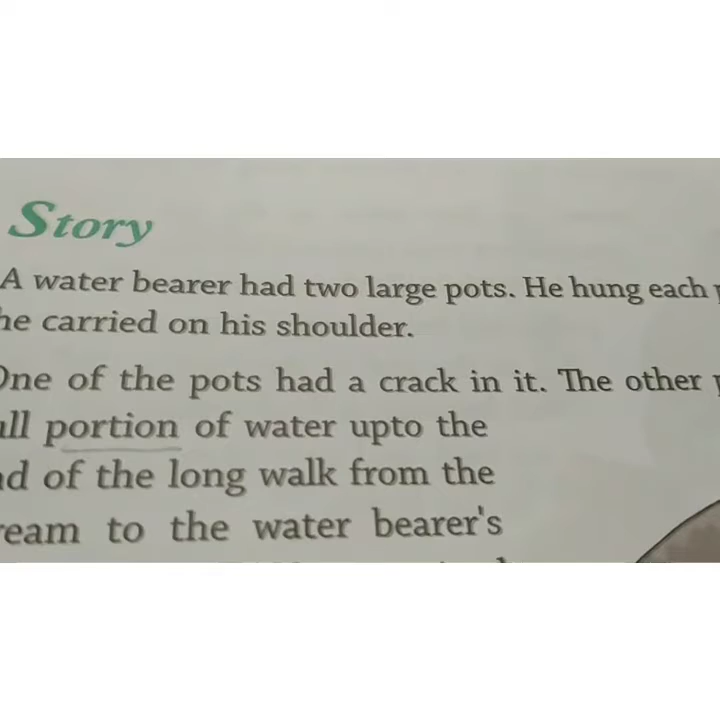 Story
A water bearer had two large pots. He hung each
he carried on his shoulder.
One of the pots had a crack in it. The other
portion of water upto the
of the long walk from the
to the water bearer's